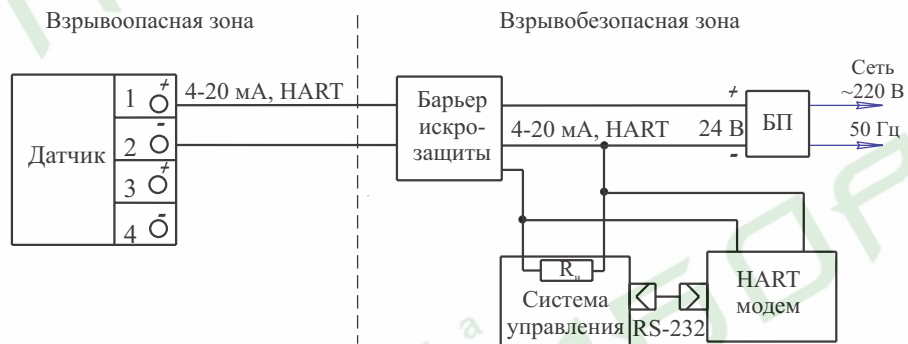 Взрывоопасная зона
Взрывобезопасная зона
Датчик
1 +
2 -
3 +
4 -
4-20 мА, HART
Барьер
искро-
защиты
4-20 мА, HART
+
24 В
-
БП
Сеть
~220 В
50 Гц
Rн
Система
управления
RS-232
HART
модем